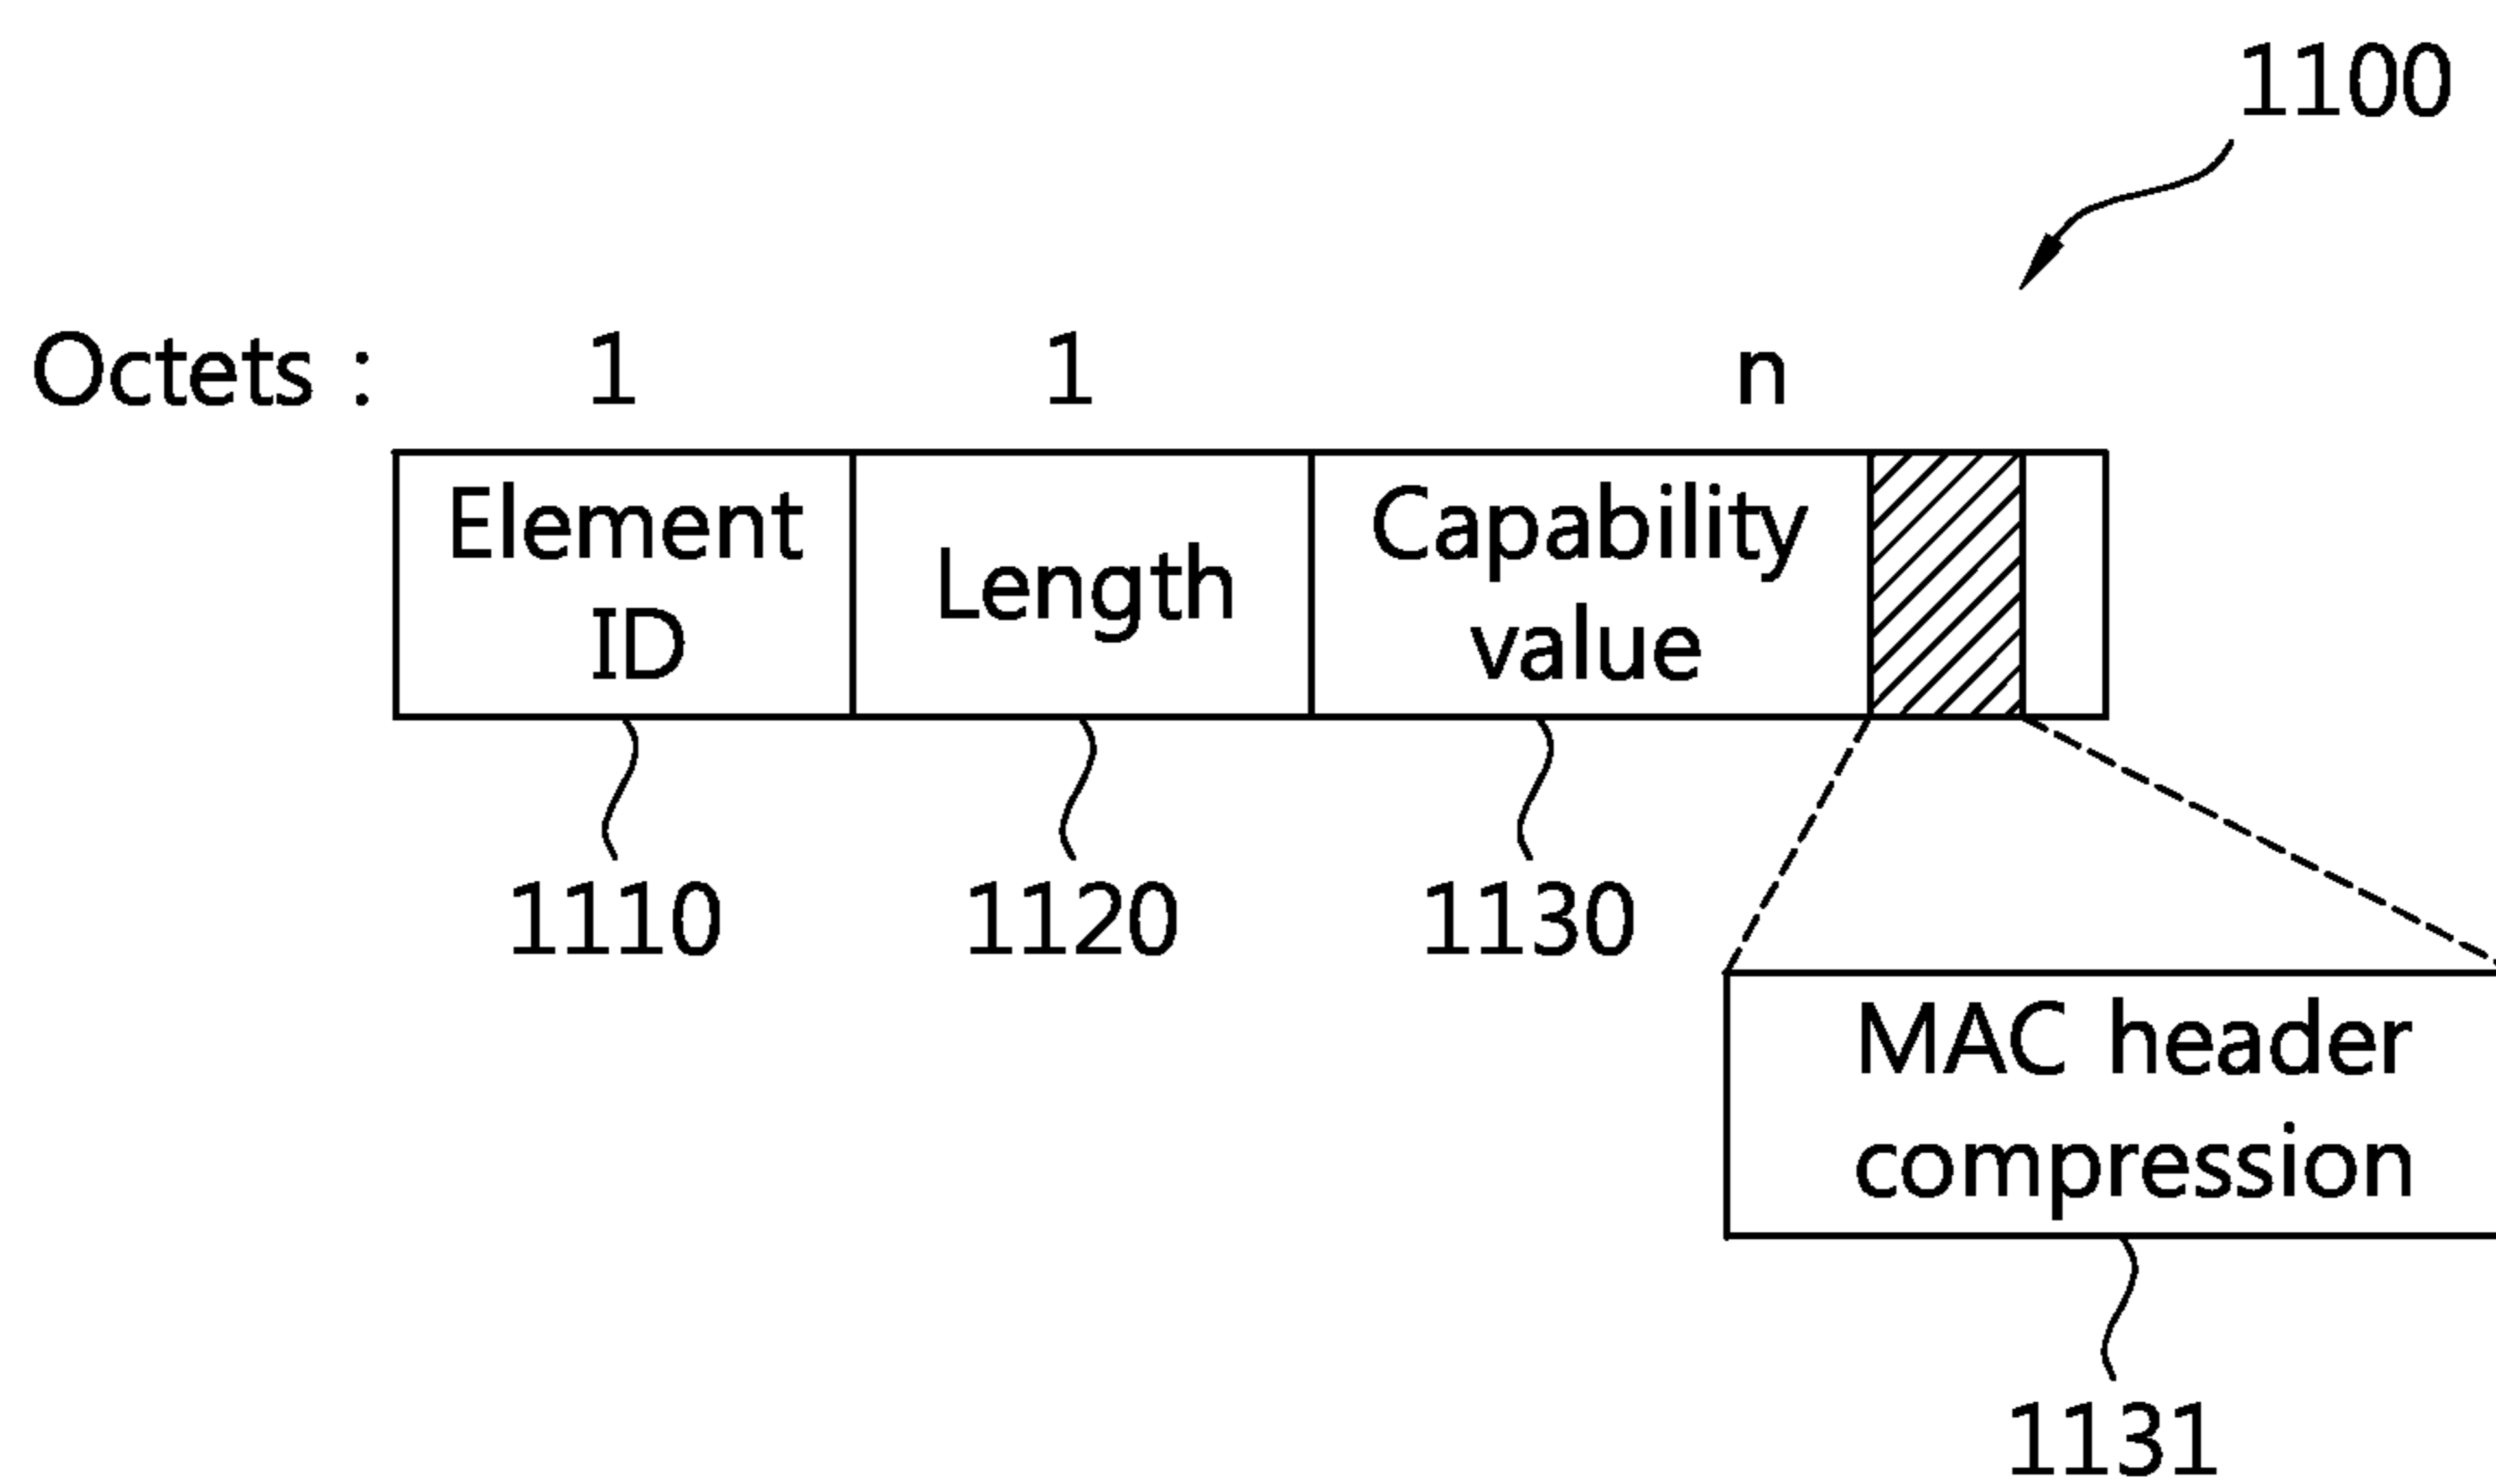 1100
Octets : 1 1 n
Element
ID
Length
Capability
value
1110 1120 1130
MAC header
compression
1131